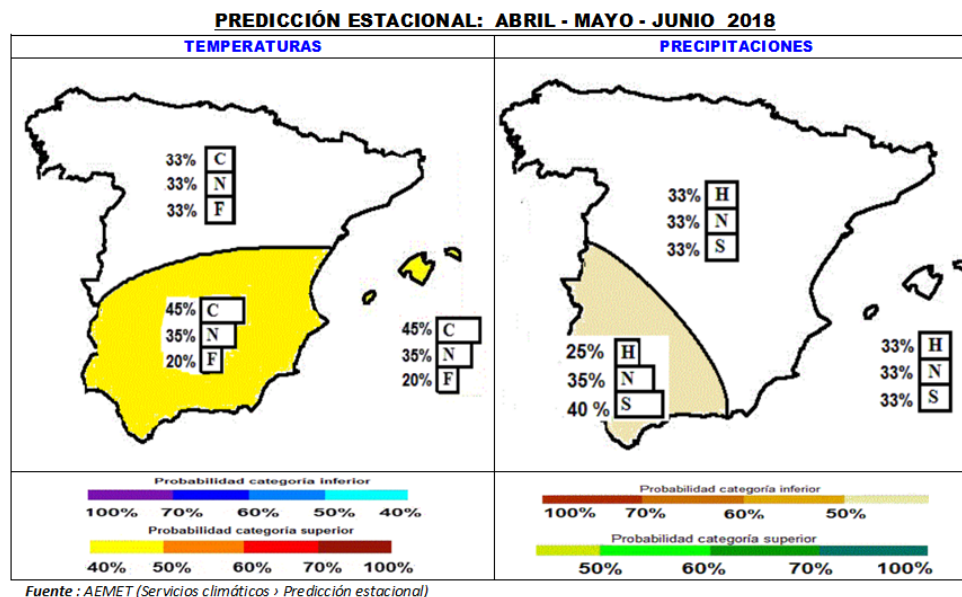 PREDICCIÓN ESTACIONAL: ABRIL - MAYO - JUNIO 2018
TEMPERATURAS
33% C
33% N
33% F
45% C
35% N
20% F
45% C
35% N
20% F
Probabilidad categoría inferior
100% 70% 60% 50% 40%
Probabilidad categoría superior
40% 50% 60% 70% 100%
PRECIPITACIONES
33% H
33% N
33% S
25% H
35% N
40 % S
33% H
33% N
33% S
Probabilidad categoría inferior
100% 70% 60% 50%
Probabilidad categoría superior
50% 60% 70% 100%
Fuente : AEMET (Servicios climáticos › Predicción estacional)